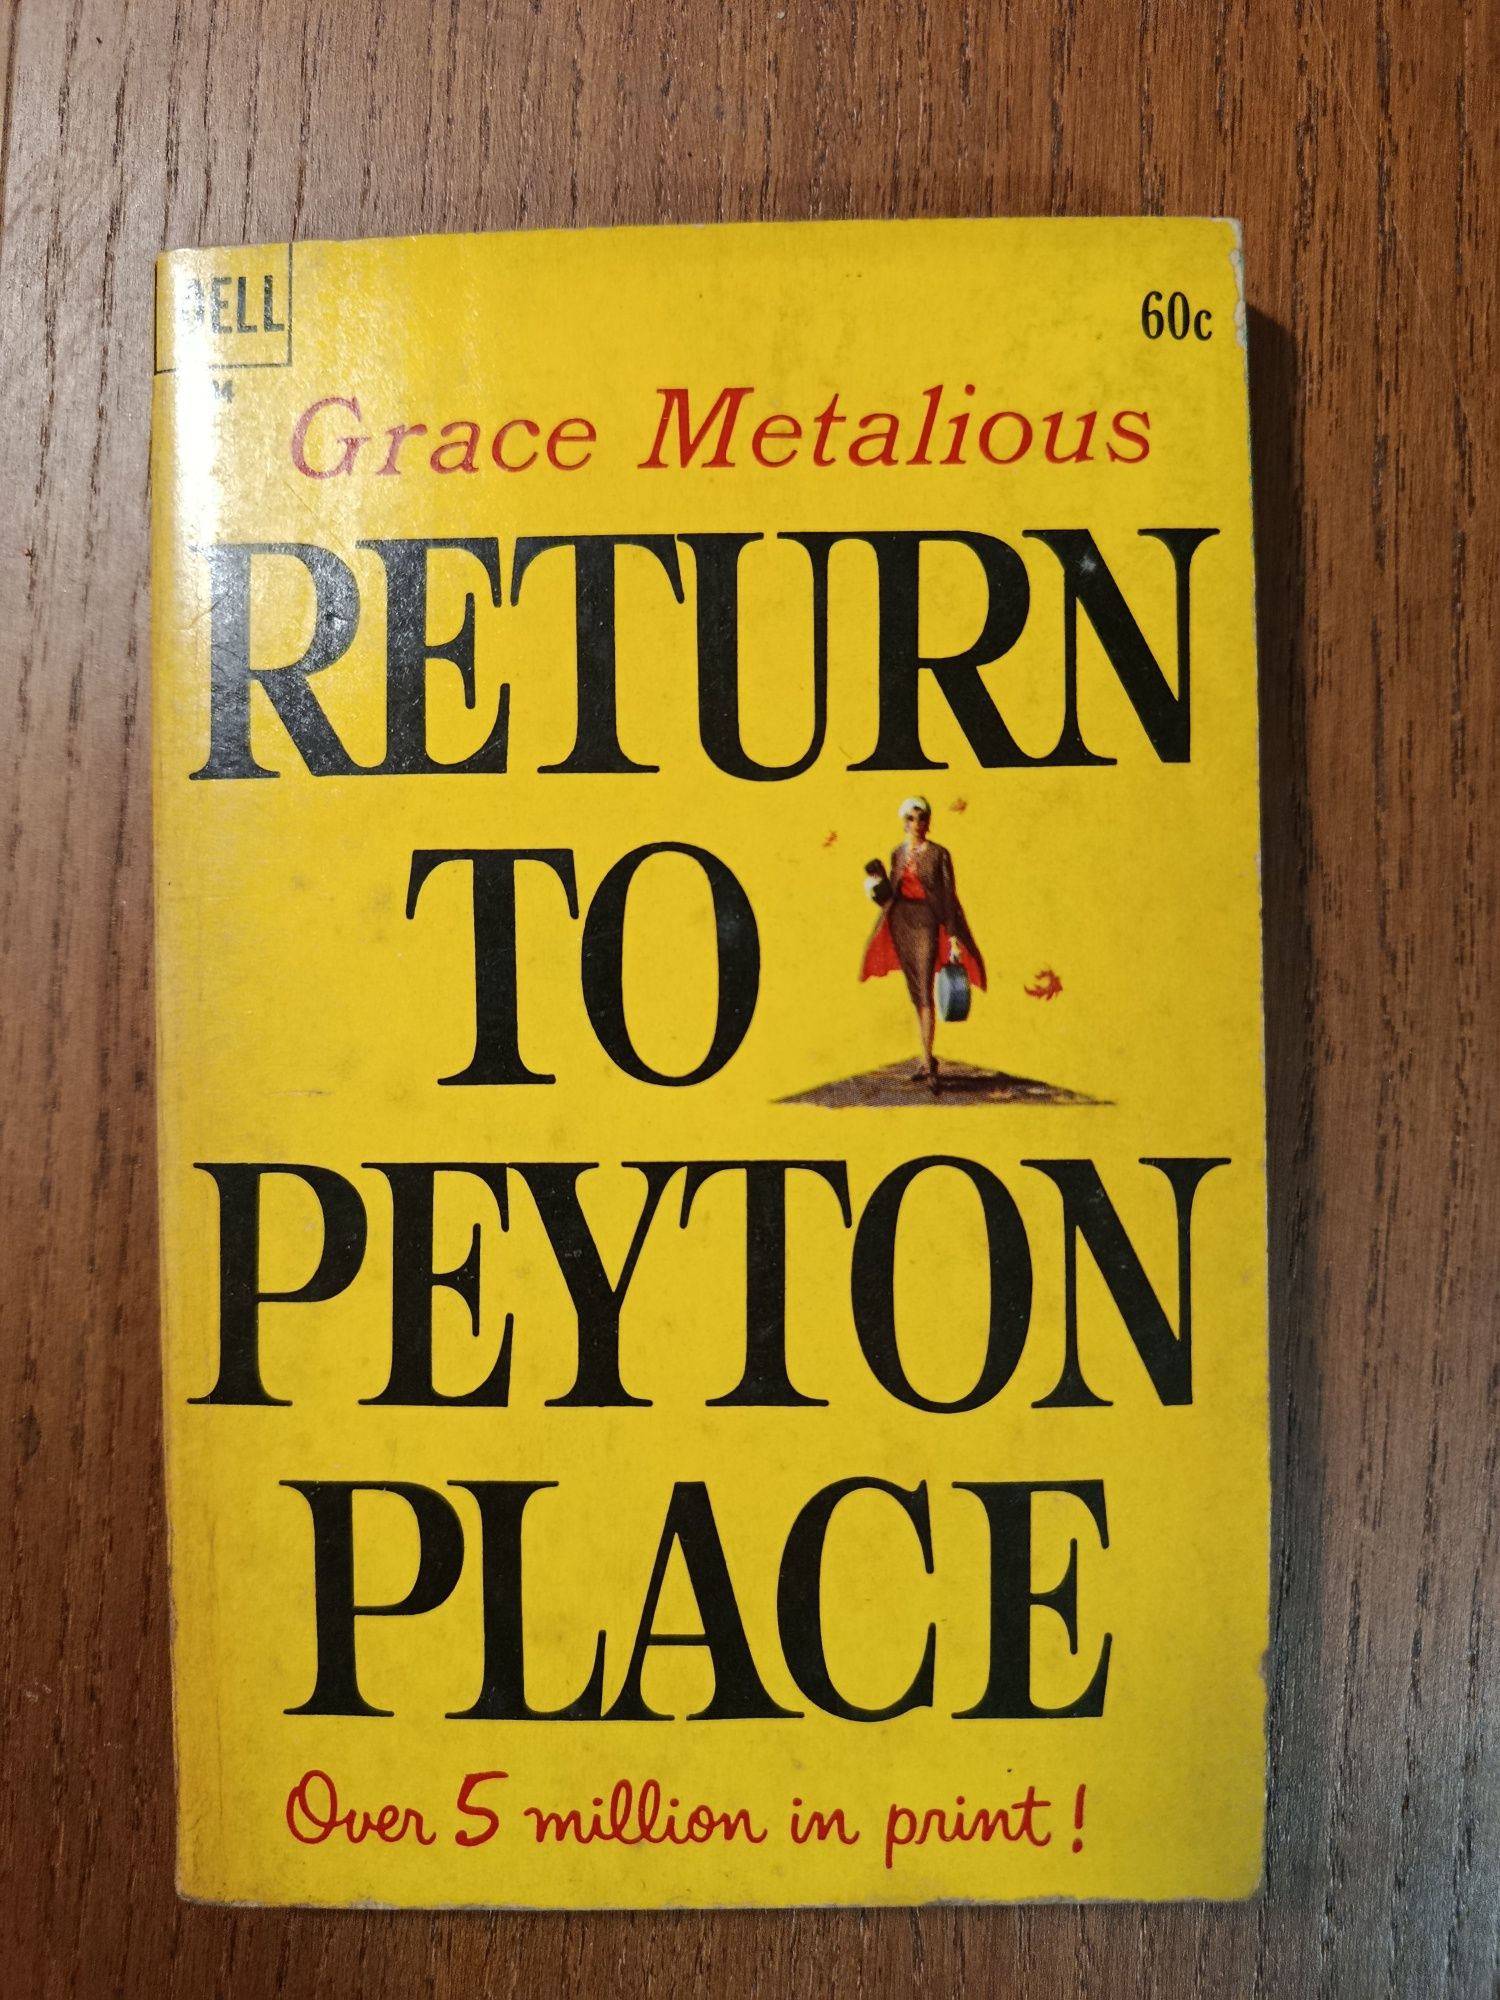 DELL
60c
Grace Metalious
RETURN
TO
PEYTON
PLACE
Over 5 million in print!